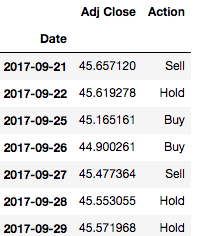 Adj Close Action
Date
2017-09-21 45.657120 Sell
2017-09-22 45.619278 Hold
2017-09-25 45.165161 Buy
2017-09-26 44.900261 Buy
2017-09-27 45.477364 Sell
2017-09-28 45.553055 Hold
2017-09-29 45.571968 Hold